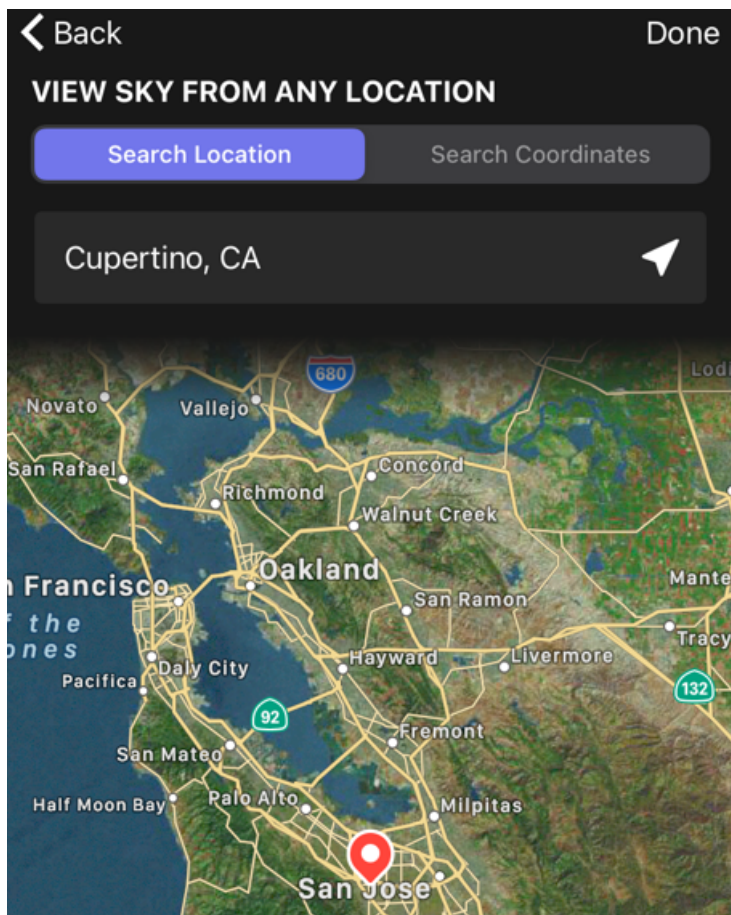 Back
Done
VIEW SKY FROM ANY LOCATION
Search Location
Search Coordinates
Cupertino, CA
680
Lodi
Novato
Vallejo
San Rafael
Concord
Richmond
Walnut Creek
Oakland
n Francisco
Mante
San Ramon
f the
ones
Tracy
Hayward
Livermore
Daly City
Pacifica
132
92
Fremont
San Mateo
Half Moon Bay
Palo Alto
Milpitas
San Jose